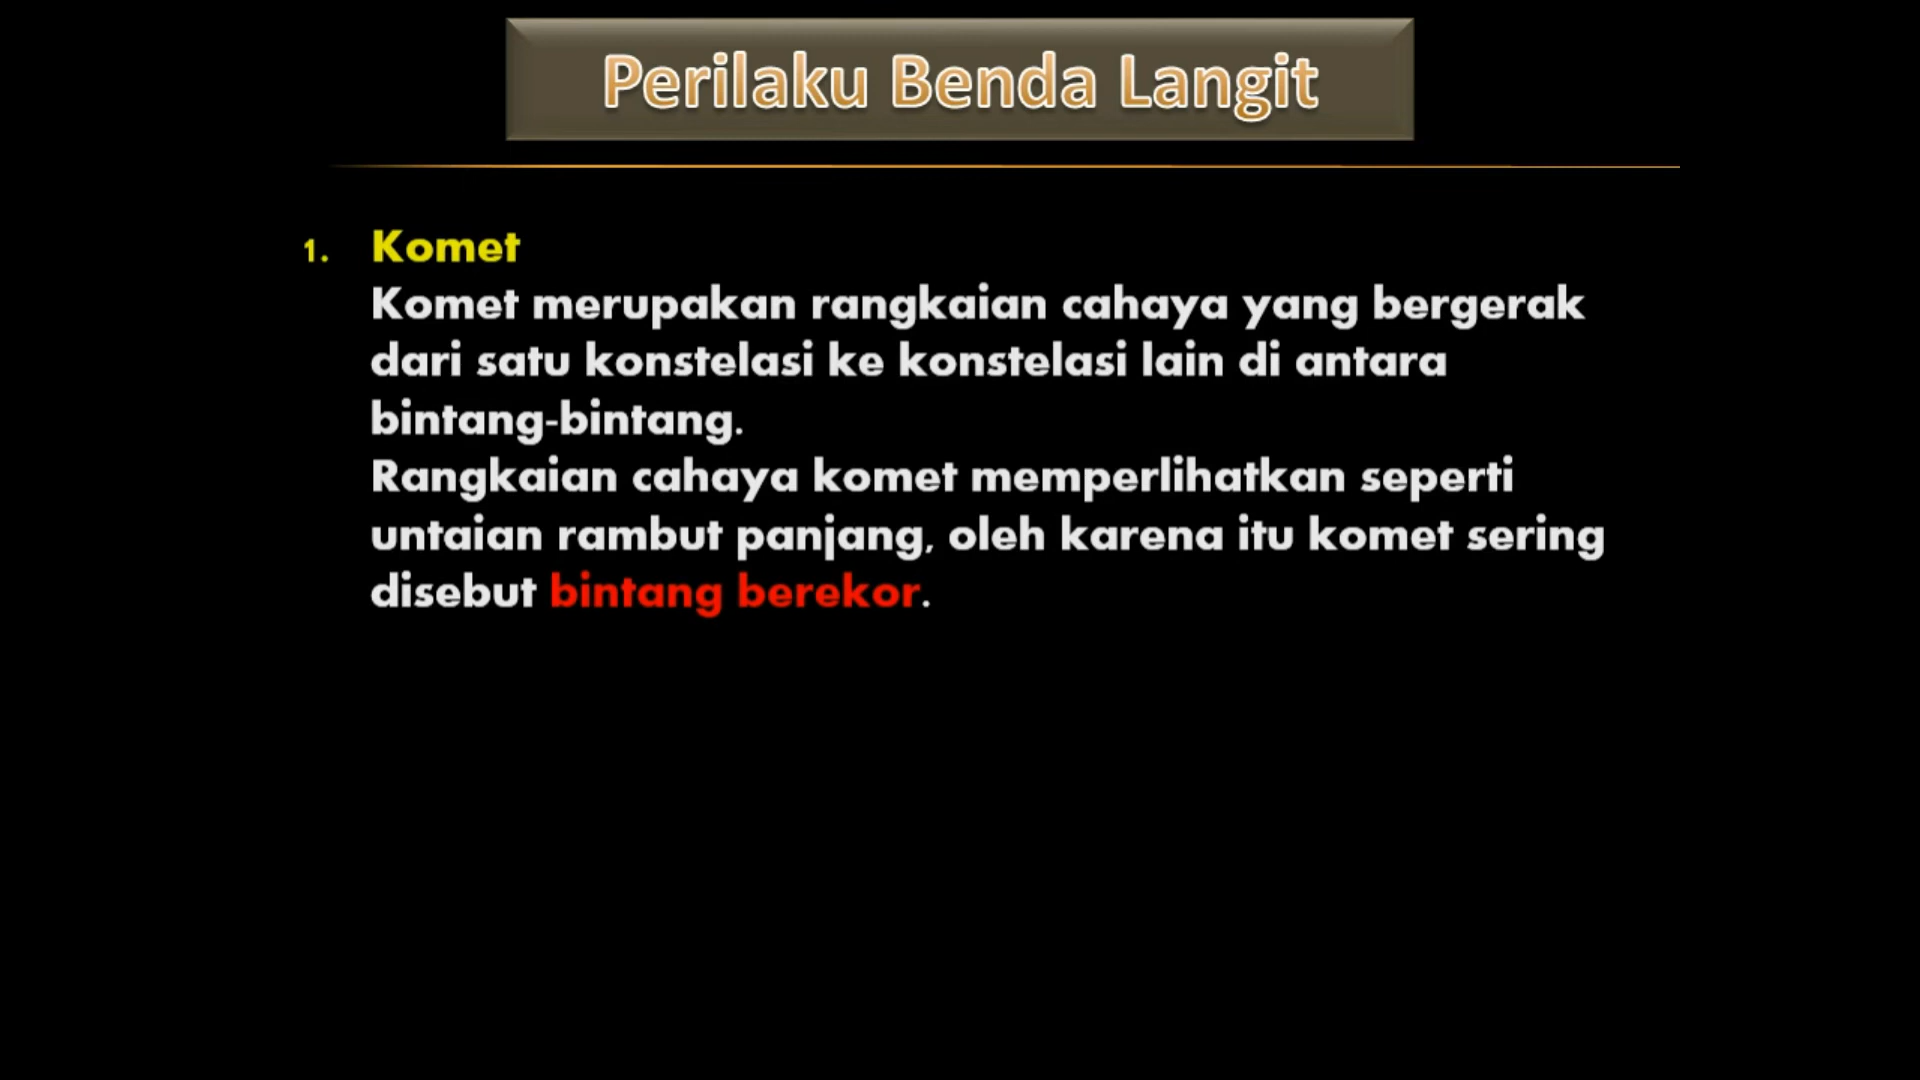 Perilaku Benda Langit
1. Komet
Komet merupakan rangkaian cahaya yang bergerak
dari satu konstelasi ke konstelasi lain di antara
bintang-bintang.
Rangkaian cahaya komet memperlihatkan seperti
untaian rambut panjang, oleh karena itu komet sering
disebut bintang berekor.